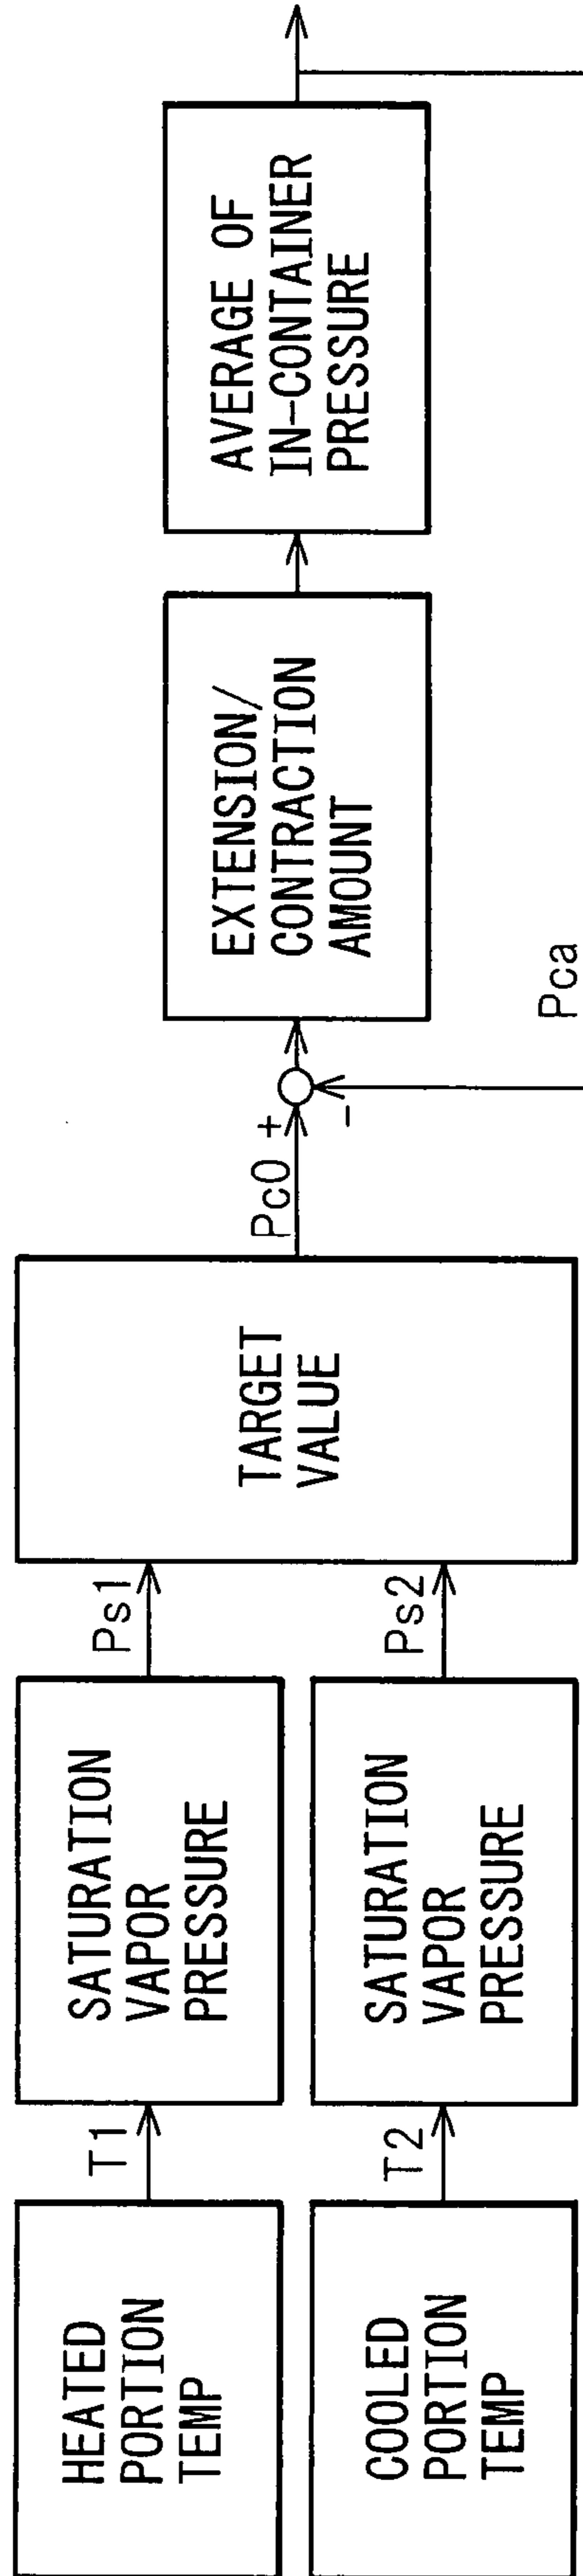 HEATED
PORTION
TEMP
T1
SATURATION
VAPOR
PRESSURE
Ps1
COOLED
PORTION
TEMP
T2
SATURATION
VAPOR
PRESSURE
Ps2
TARGET
VALUE
Pc0
+
-
EXTENSION/
CONTRACTION
AMOUNT
AVERAGE OF
IN-CONTAINER
PRESSURE
Pca